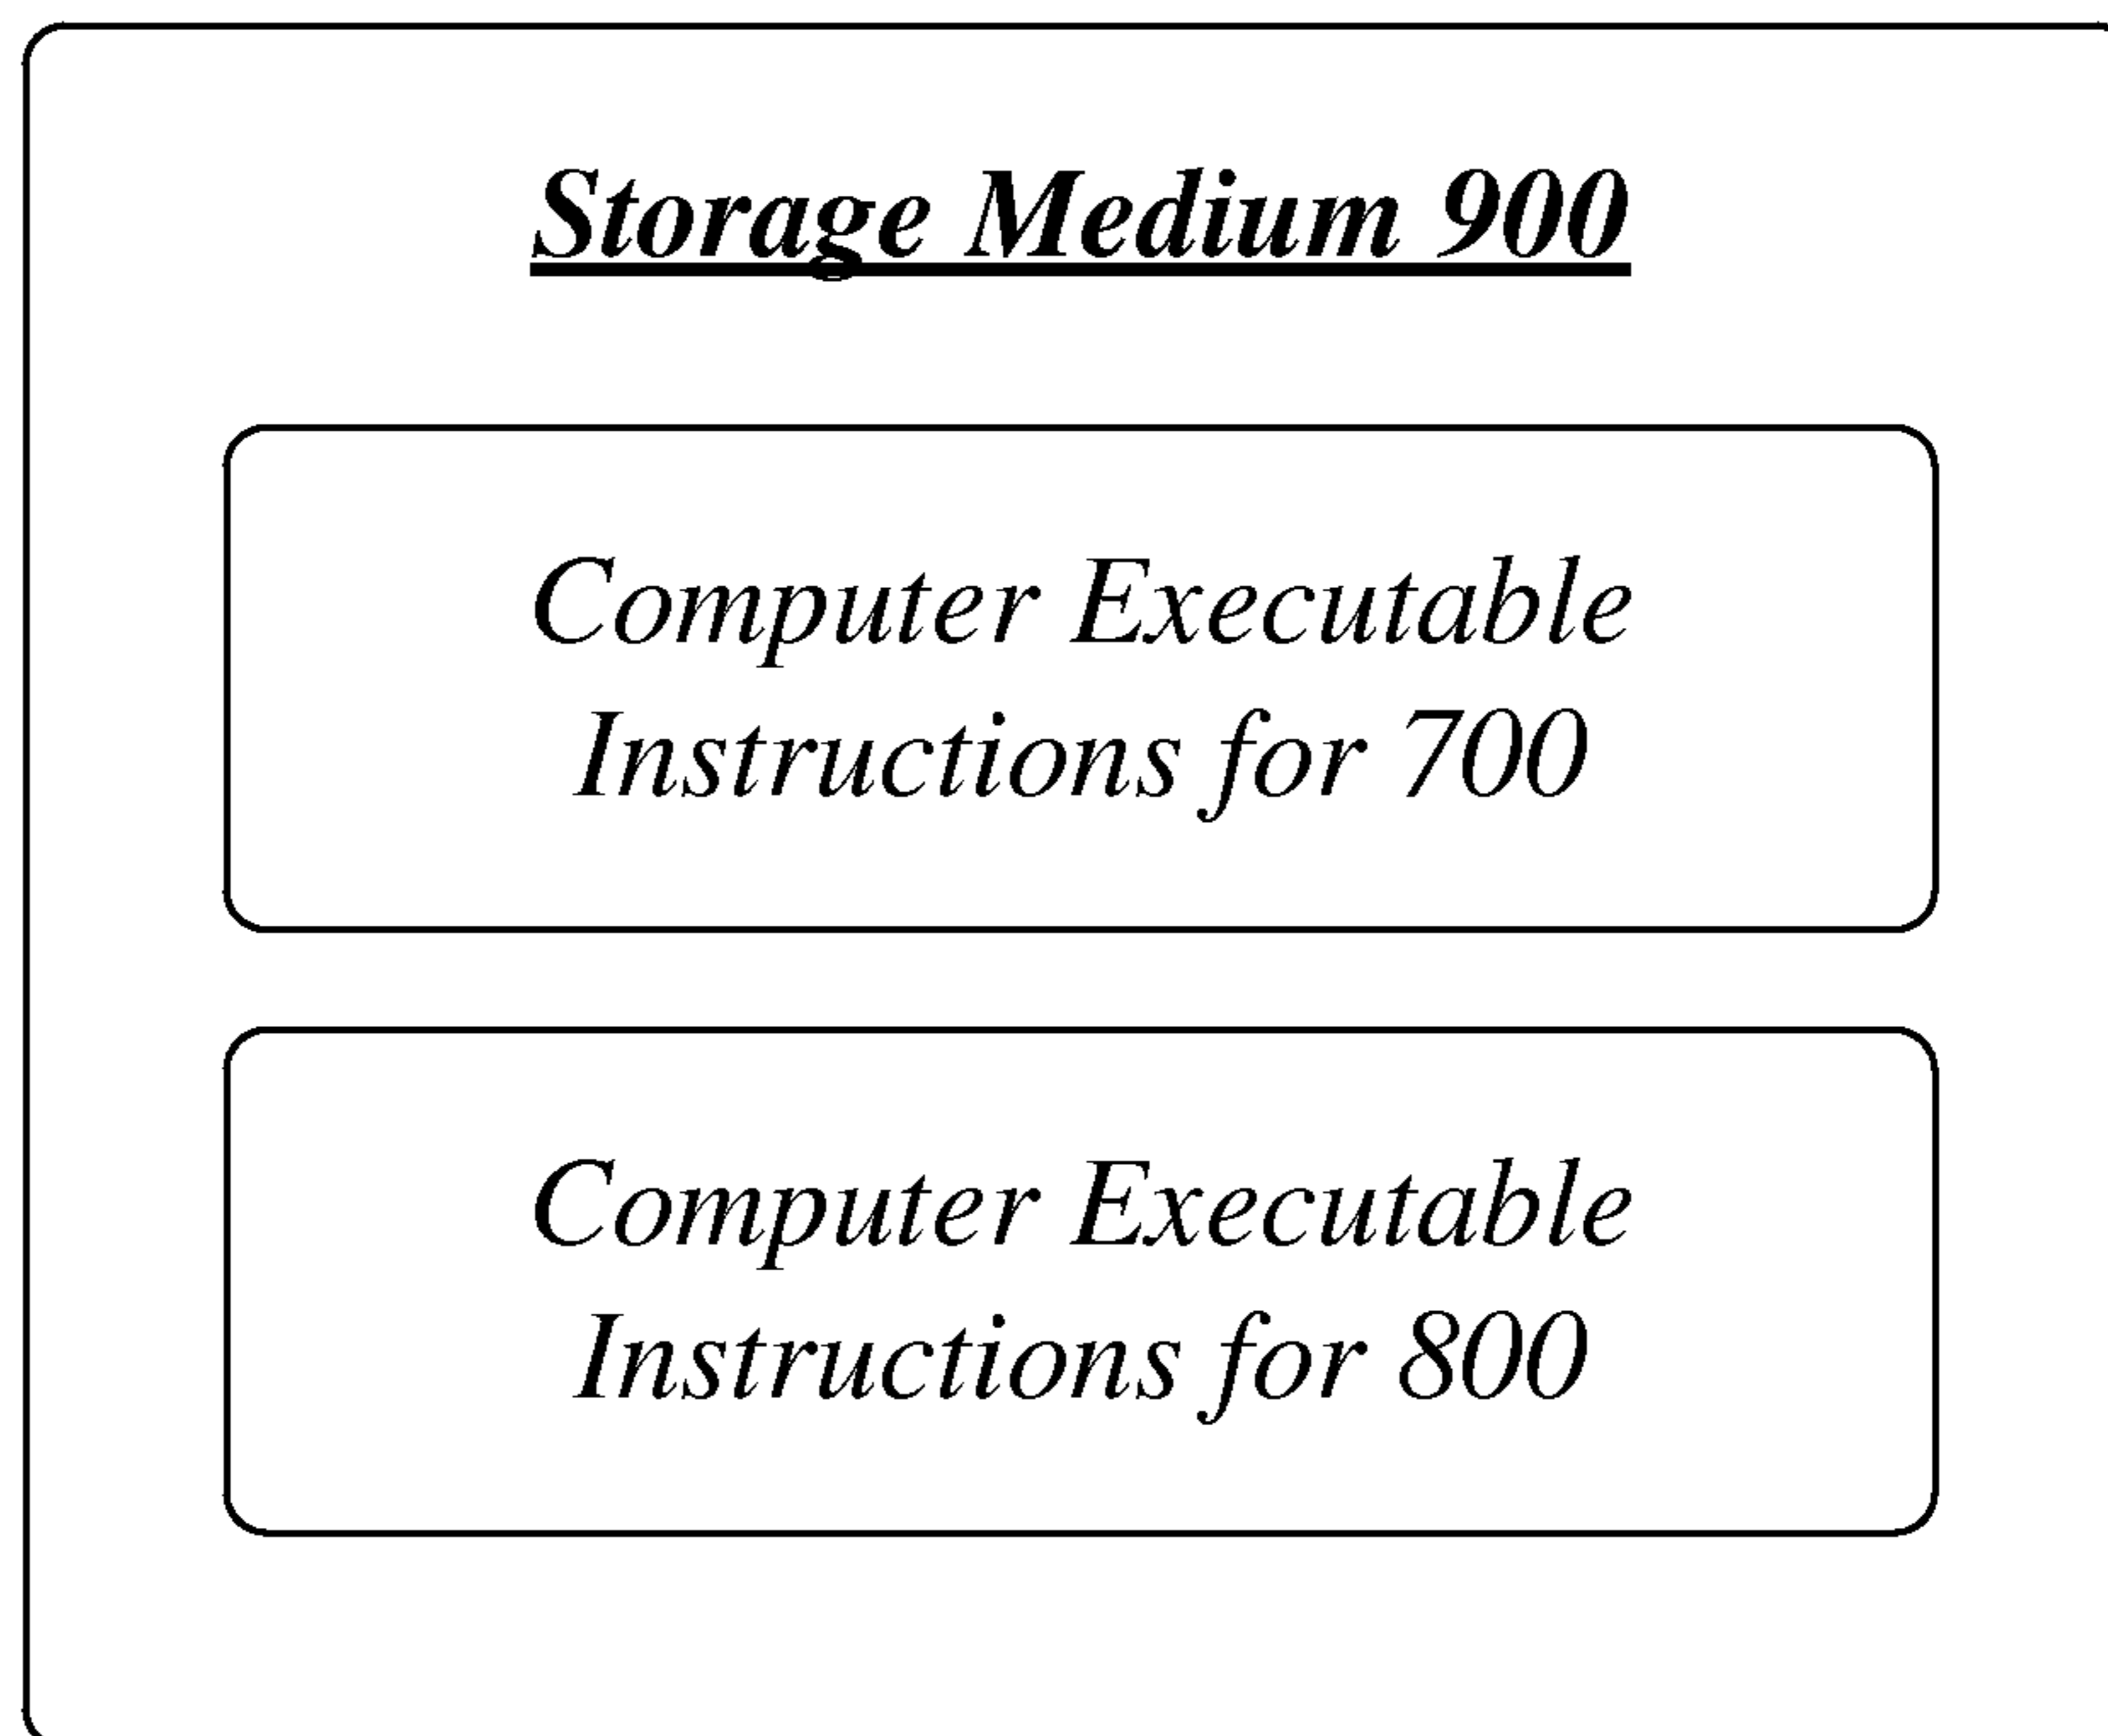 Storage Medium 900
Computer Executable
Instructions for 700
Computer Executable
Instructions for 800